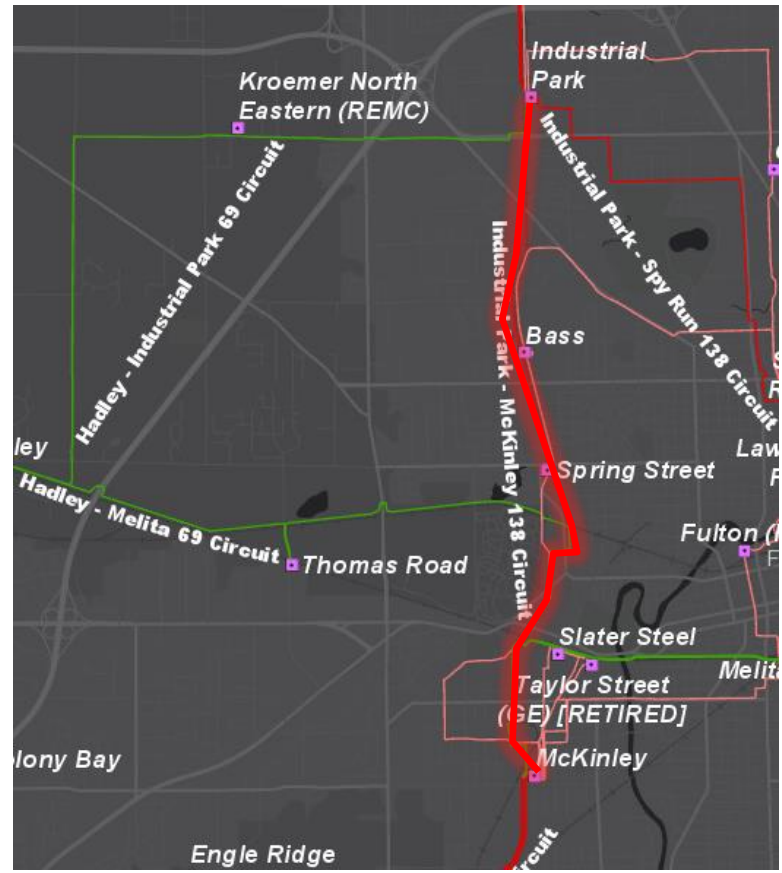 Industrial
Park
Kroemer North
Eastern (REMC)
Hadley - Industrial Park 69 Circuit
Industrial Park - Spy Run 138 Circuit
Industrial Park - McKinley 138 Circuit
Bass
ley
Spring Street
Law
Hadley - Melita 69 Circuit
Thomas Road
Fulton (
Slater Steel
Melita
Taylor Street
(GE) [RETIRED]
McKinley
lony Bay
Engle Ridge
ircuit